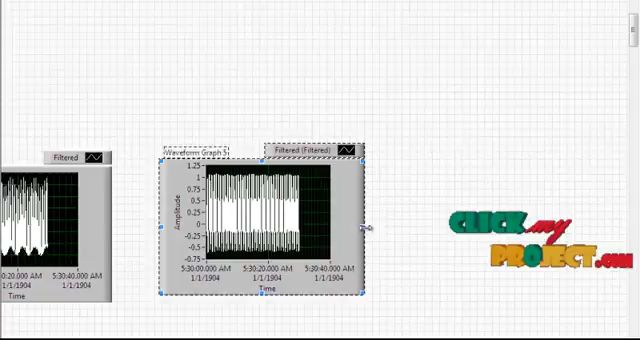 Filtered
0:20.000 AM 5:30:40.000 AM
1/1/1904 1/1/1904
Time
Waveform Graph 5
Filtered (Filtered)
Amplitude
1.25
1
0.75
0.5
0.25
0
-0.25
-0.5
-0.75
5:30:00.000 AM 5:30:20.000 AM 5:30:40.000 AM
1/1/1904 1/1/1904 1/1/1904
Time
CLICK my
PROJECT.COM